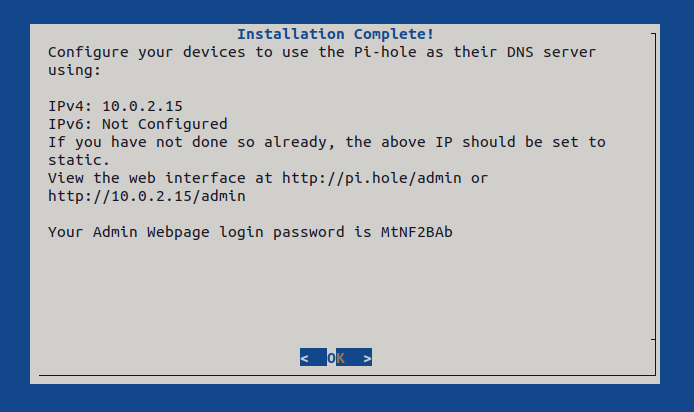 Installation Complete!
Configure your devices to use the Pi-hole as their DNS server
using:
IPv4: 10.0.2.15
IPv6: Not Configured
If you have not done so already, the above IP should be set to
static.
View the web interface at http://pi.hole/admin or
http://10.0.2.15/admin
Your Admin Webpage login password is MtNF2BAb
<  OK  >